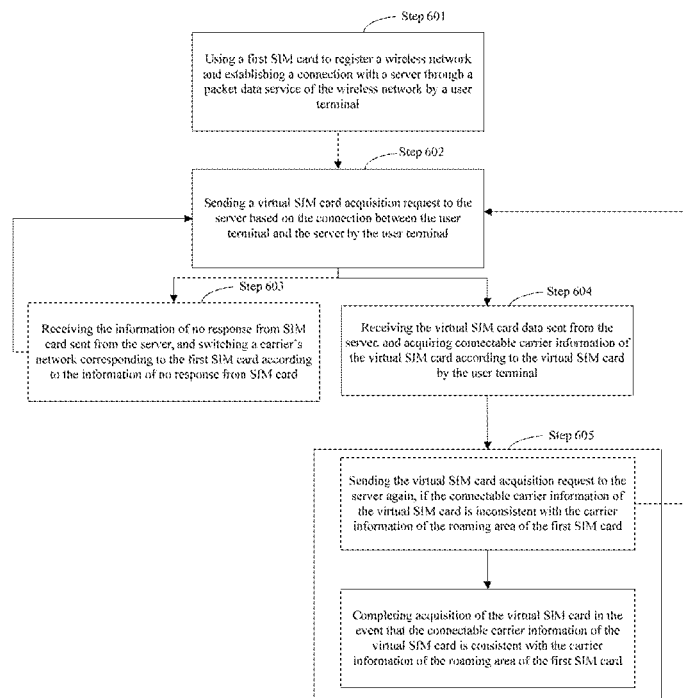 Step 601
Using a first SIM card to register a wireless network
and establishing a connection with a server through a
packet data service of the wireless network by a user
terminal
Step 602
Sending a virtual SIM card acquisition request to the
server based on the connection between the user
terminal and the server by the user terminal
Step 603
Receiving the information of no response from SIM
card sent from the server, and switching a carrier's
network corresponding to the first SIM card according
to the information of no response from SIM card
Step 604
Receiving the virtual SIM card data sent from the
server, and acquiring connectable carrier information of
the virtual SIM card according to the virtual SIM card
by the user terminal
Step 605
Sending the virtual SIM card acquisition request to the
server again, if the connectable carrier information of
the virtual SIM card is inconsistent with the carrier
information of the roaming area of the first SIM card
Completing acquisition of the virtual SIM card in the
event that the connectable carrier information of the
virtual SIM card is consistent with the carrier
information of the roaming area of the first SIM card